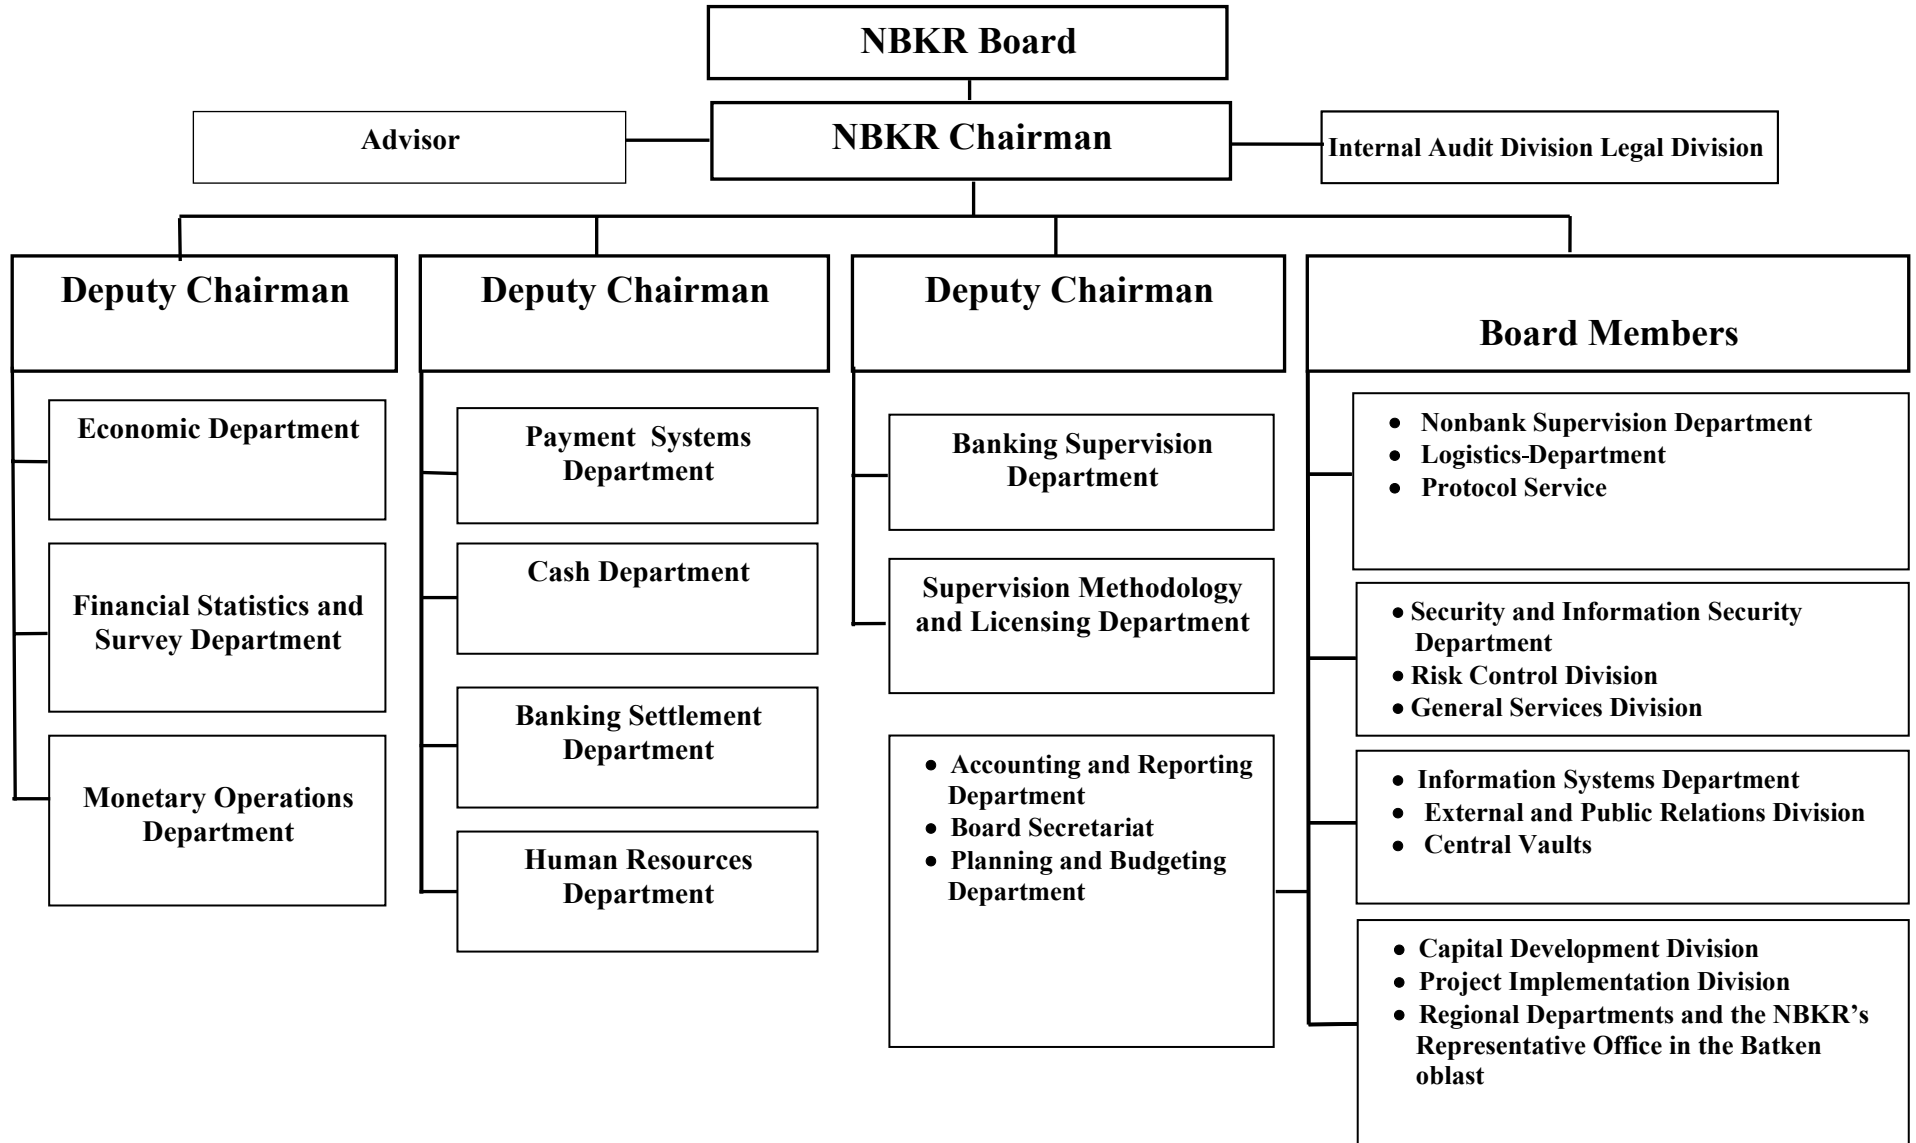 NBKR Board
Advisor
NBKR Chairman
Internal Audit Division Legal Division
Deputy Chairman
Economic Department
Financial Statistics and
Survey Department
Monetary Operations
Department
Deputy Chairman
Payment Systems
Department
Cash Department
Banking Settlement
Department
Human Resources
Department
Deputy Chairman
Banking Supervision
Department
Supervision Methodology
and Licensing Department
• Accounting and Reporting
Department
• Board Secretariat
• Planning and Budgeting
Department
Board Members
• Nonbank Supervision Department
• Logistics-Department
• Protocol Service
• Security and Information Security
Department
• Risk Control Division
• General Services Division
• Information Systems Department
• External and Public Relations Division
• Central Vaults
• Capital Development Division
• Project Implementation Division
• Regional Departments and the NBKR’s
Representative Office in the Batken
oblast